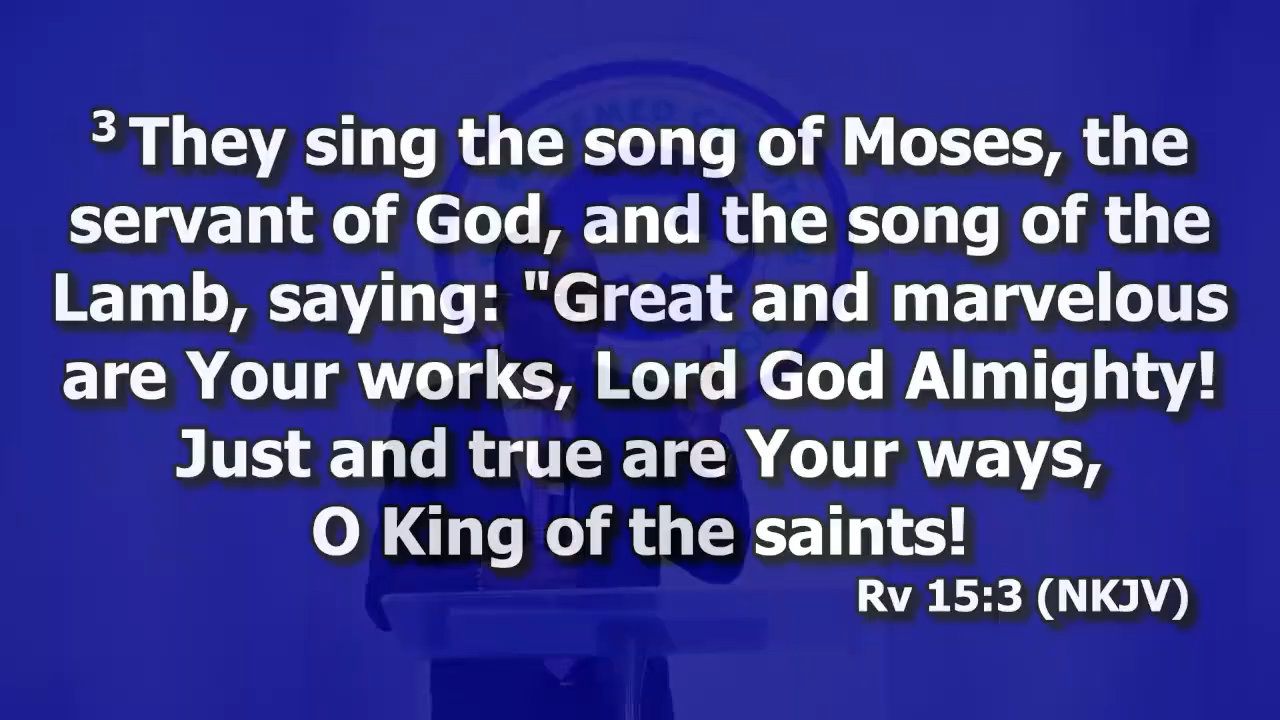 3 They sing the song of Moses, the
servant of God, and the song of the
Lamb, saying: "Great and marvelous
are Your works, Lord God Almighty!
Just and true are Your ways,
O King of the saints!
Rv 15:3 (NKJV)